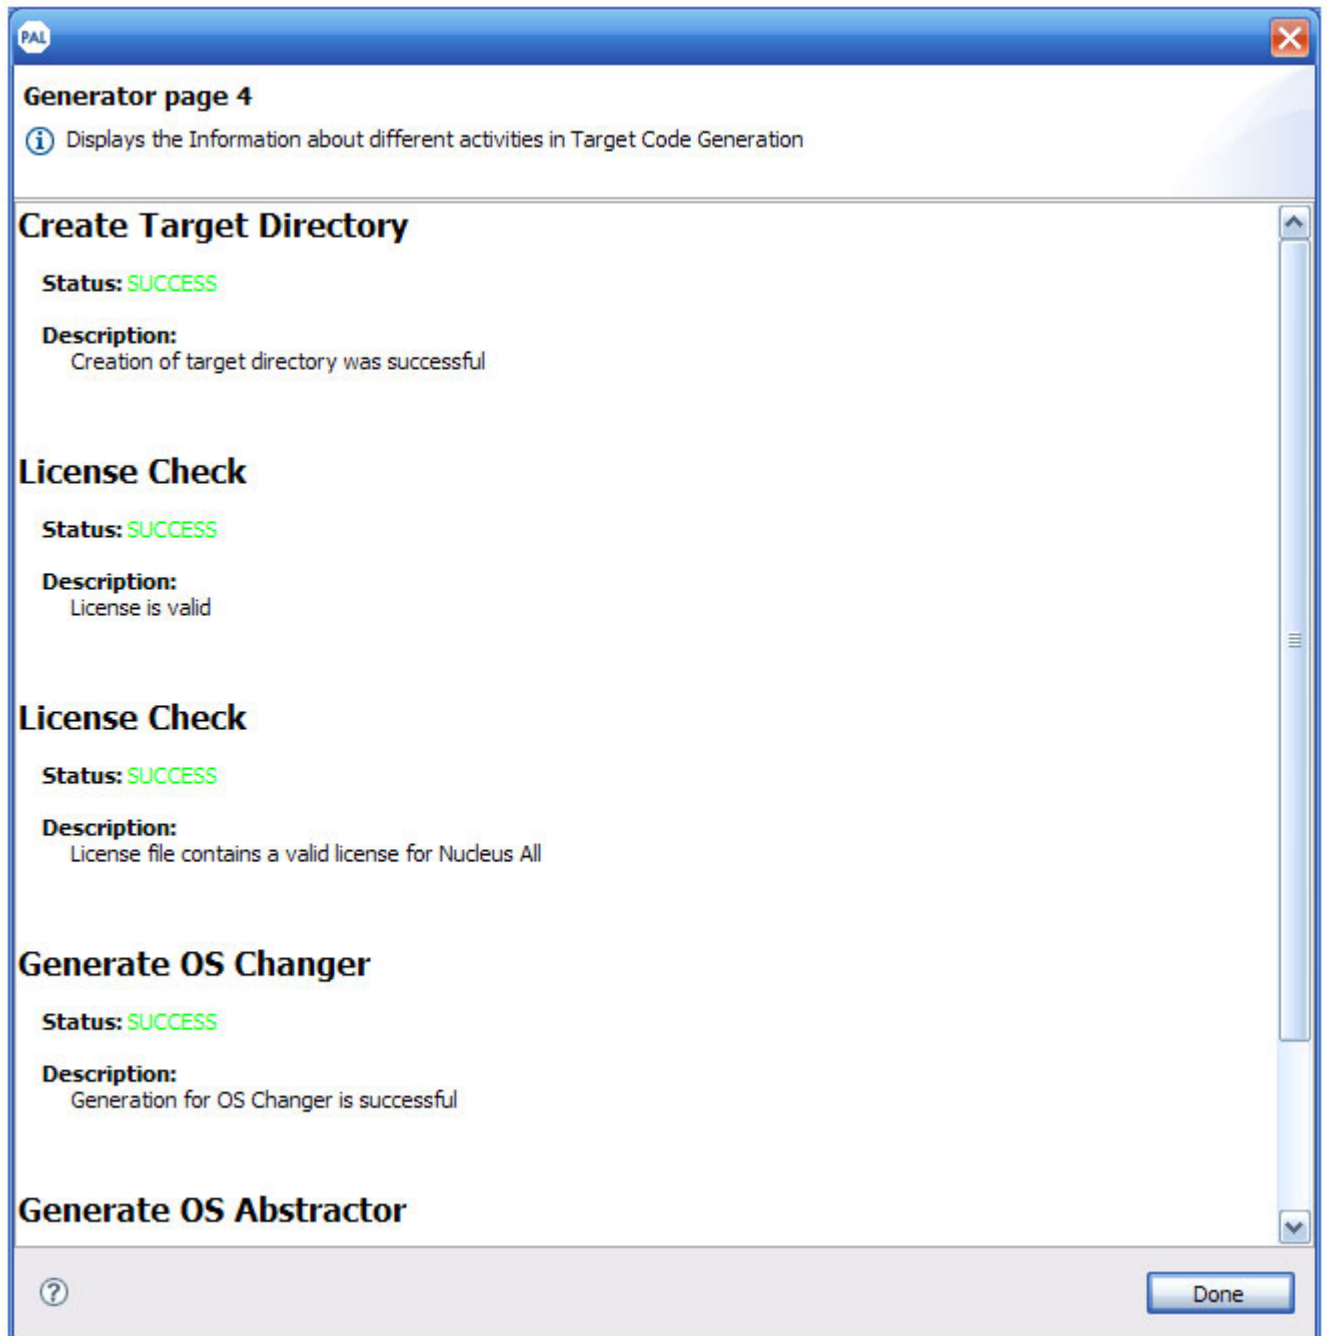 PAL
Generator page 4
Displays the Information about different activities in Target Code Generation
Create Target Directory
Status: SUCCESS
Description:
Creation of target directory was successful
License Check
Status: SUCCESS
Description:
License is valid
License Check
Status: SUCCESS
Description:
License file contains a valid license for Nucleus All
Generate OS Changer
Status: SUCCESS
Description:
Generation for OS Changer is successful
Generate OS Abstractor
Done